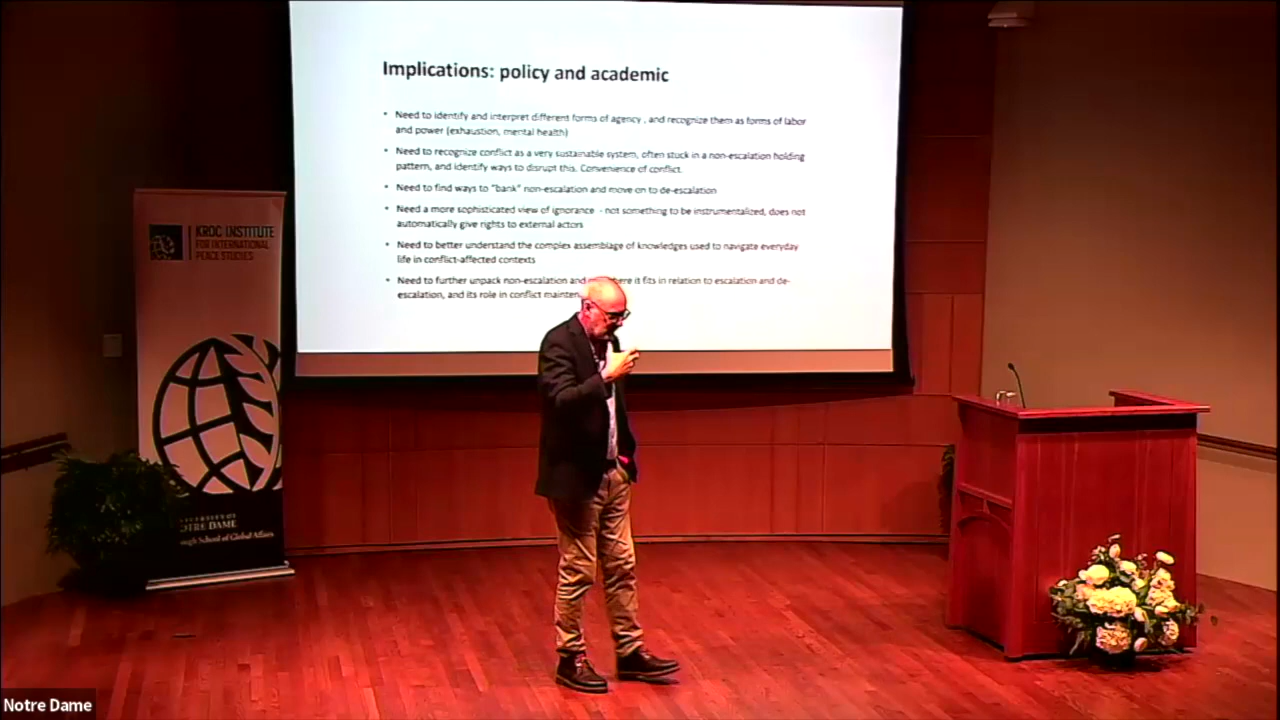 Implications: policy and academic
• Need to identify and interpret different forms of agency , and recognize them as forms of labor
and power (exhaustion, mental health)
• Need to recognize conflict as a very sustainable system, often stuck in a non-escalation holding
pattern, and identify ways to disrupt this. Convenience of conflict.
• Need to find ways to "bank" non-escalation and move on to de-escalation
• Need a more sophisticated view of ignorance - not something to be instrumentalized, does not
automatically give rights to external actors
• Need to better understand the complex assemblage of knowledges used to navigate everyday
life in conflict-affected contexts
• Need to further unpack non-escalation and where it fits in relation to escalation and de-
escalation, and its role in conflict
KROC INSTITUTE
FOR INTERNATIONAL
PEACE STUDIES
NOTRE DAME
School of Global Affairs
Notre Dame